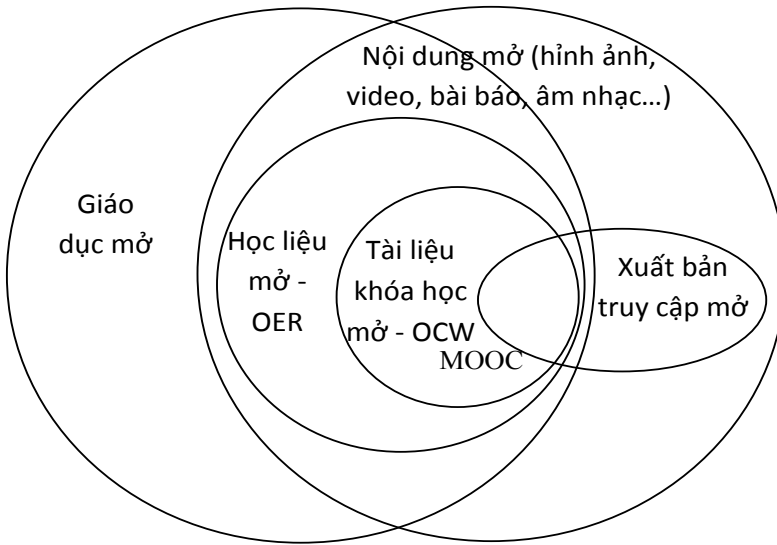 Nội dung mở (hỉnh ảnh,
video, bài báo, âm nhạc...)
Giáo
dục mở
Học liệu
mở -
OER
Tài liệu
khóa học
mở - OCW
MOOC
Xuất bản
truy cập mở